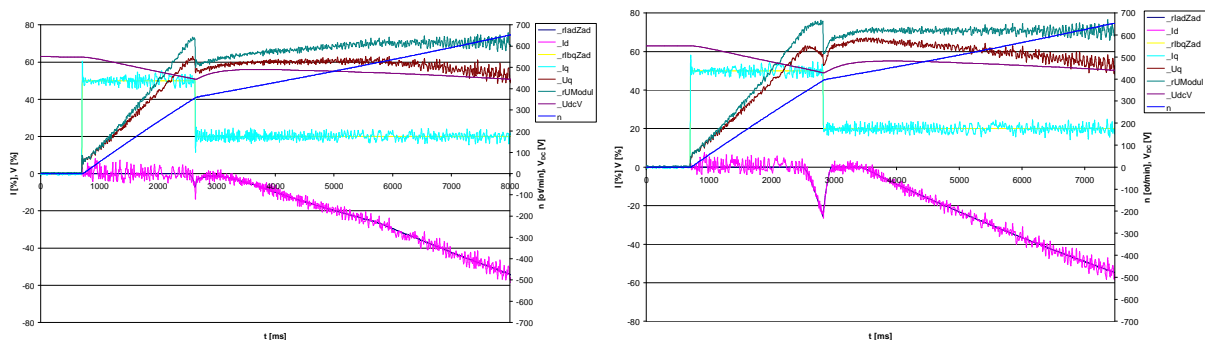 80
60
40
20
0
-20
-40
-60
-80
I [%], V [%]
0
1000
2000
3000
4000
5000
6000
7000
8000
t [ms]
700
600
500
400
300
200
100
0
-100
-200
-300
-400
-500
-600
-700
n [ot/min], V_DC [V]
_rIadZad
_Id
_rIbqZad
_Iq
_Uq
_rUModul
_UdcV
n
80
60
40
20
0
-20
-40
-60
-80
I [%] V [%]
0
1000
2000
3000
4000
5000
6000
7000
t [ms]
700
600
500
400
300
200
100
0
-100
-200
-300
-400
-500
-600
-700
n [ot/min], V_DC [V]
_rIadZad
_Id
_rIbqZad
_Iq
_Uq
_rUModul
_UdcV
n